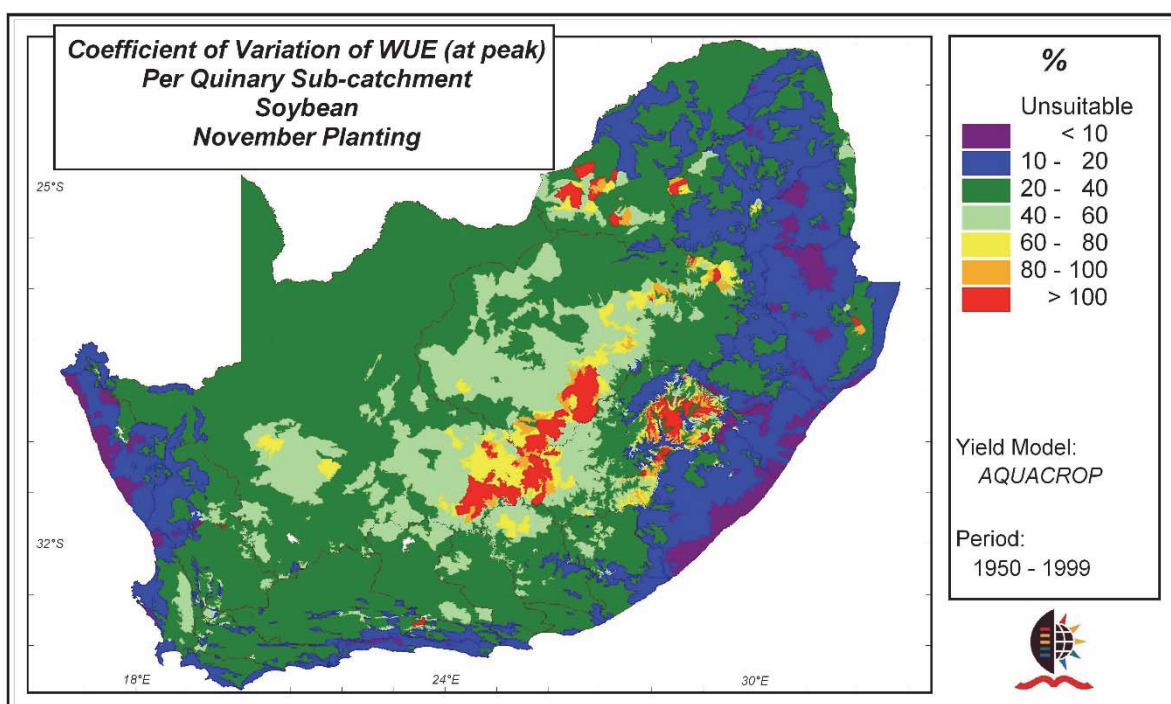 Coefficient of Variation of WUE (at peak)
Per Quinary Sub-catchment
Soybean
November Planting
25°S
32°S
18°E
24°E
30°E
%
Unsuitable
< 10
10 - 20
20 - 40
40 - 60
60 - 80
80 - 100
> 100
Yield Model:
AQUACROP
Period:
1950 - 1999